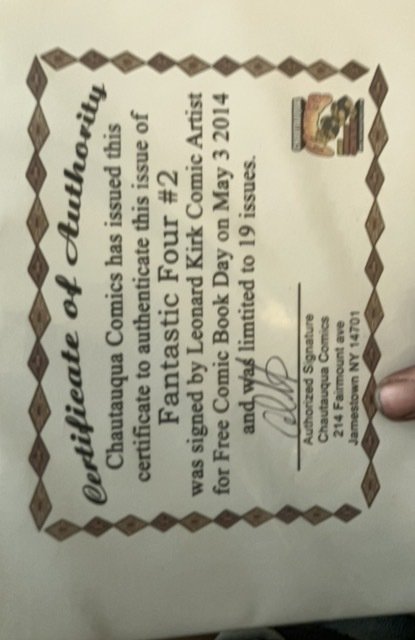 Certificate of Authority
Chautauqua Comics has issued this
certificate to authenticate this issue of
Fantastic Four #2
was signed by Leonard Kirk Comic Artist
for Free Comic Book Day on May 3 2014
and was limtited to 19 issues.
Authorized Signature
Chautauqua Comics
214 Fairmount ave
Jamestown NY 14701